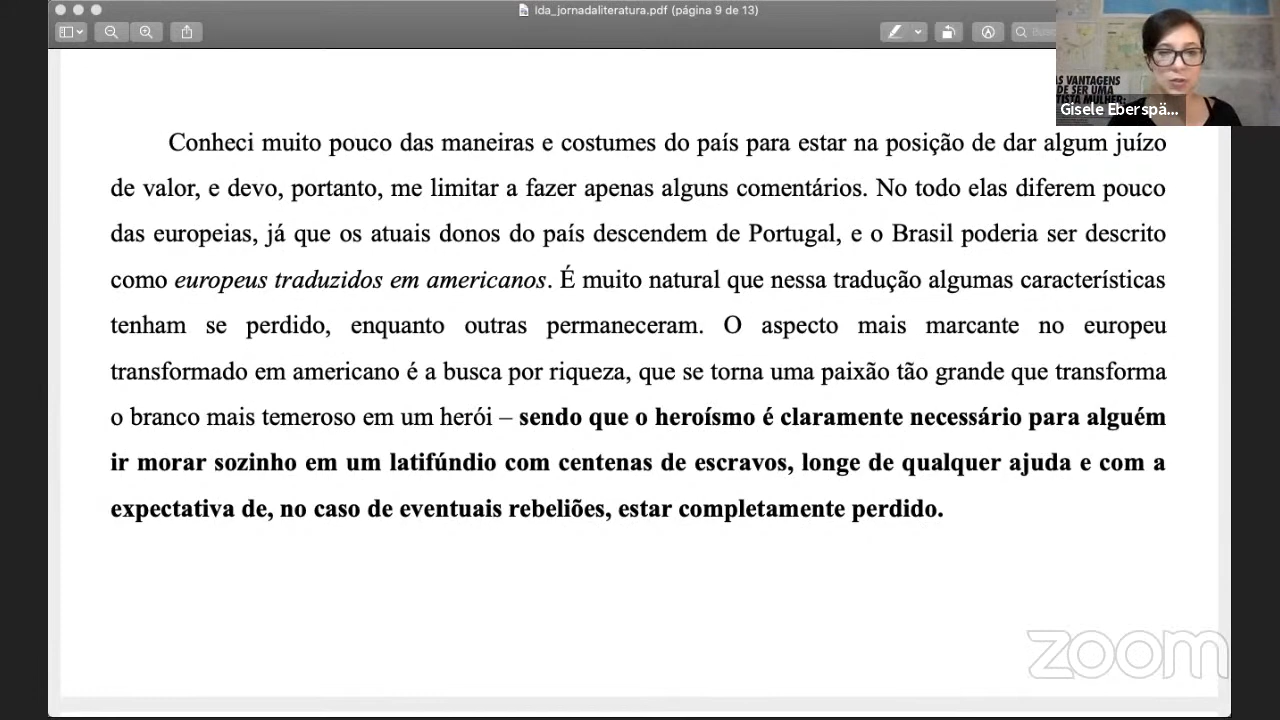 Ida_jornadaliteratura.pdf (página 9 de 13)
AS VANTAGENS
DE SER UMA
ARTISTA MULHER:
Gisele Eberspä...
Conheci muito pouco das maneiras e costumes do país para estar na posição de dar algum juízo
de valor, e devo, portanto, me limitar a fazer apenas alguns comentários. No todo elas diferem pouco
das europeias, já que os atuais donos do país descendem de Portugal, e o Brasil poderia ser descrito
como europeus traduzidos em americanos. É muito natural que nessa tradução algumas características
tenham se perdido, enquanto outras permaneceram. O aspecto mais marcante no europeu
transformado em americano é a busca por riqueza, que se torna uma paixão tão grande que transforma
o branco mais temeroso em um herói – sendo que o heroísmo é claramente necessário para alguém
ir morar sozinho em um latifúndio com centenas de escravos, longe de qualquer ajuda e com a
expectativa de, no caso de eventuais rebeliões, estar completamente perdido.
zoom